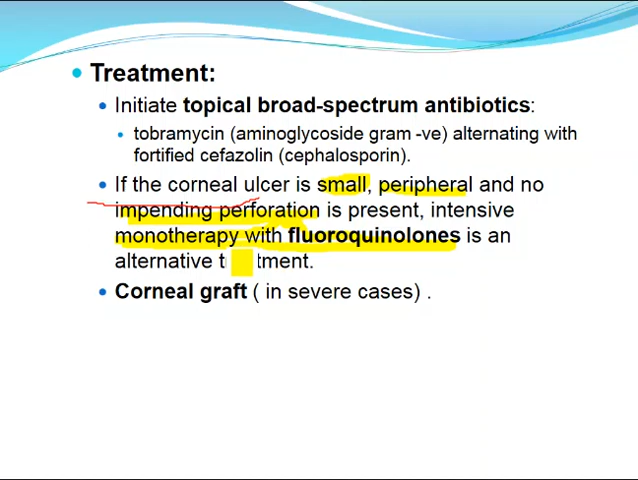 Treatment:
Initiate topical broad-spectrum antibiotics:
tobramycin (aminoglycoside gram -ve) alternating with
fortified cefazolin (cephalosporin).
If the corneal ulcer is small, peripheral and no
impending perforation is present, intensive
monotherapy with fluoroquinolones is an
alternative
Corneal graft ( in severe cases) .